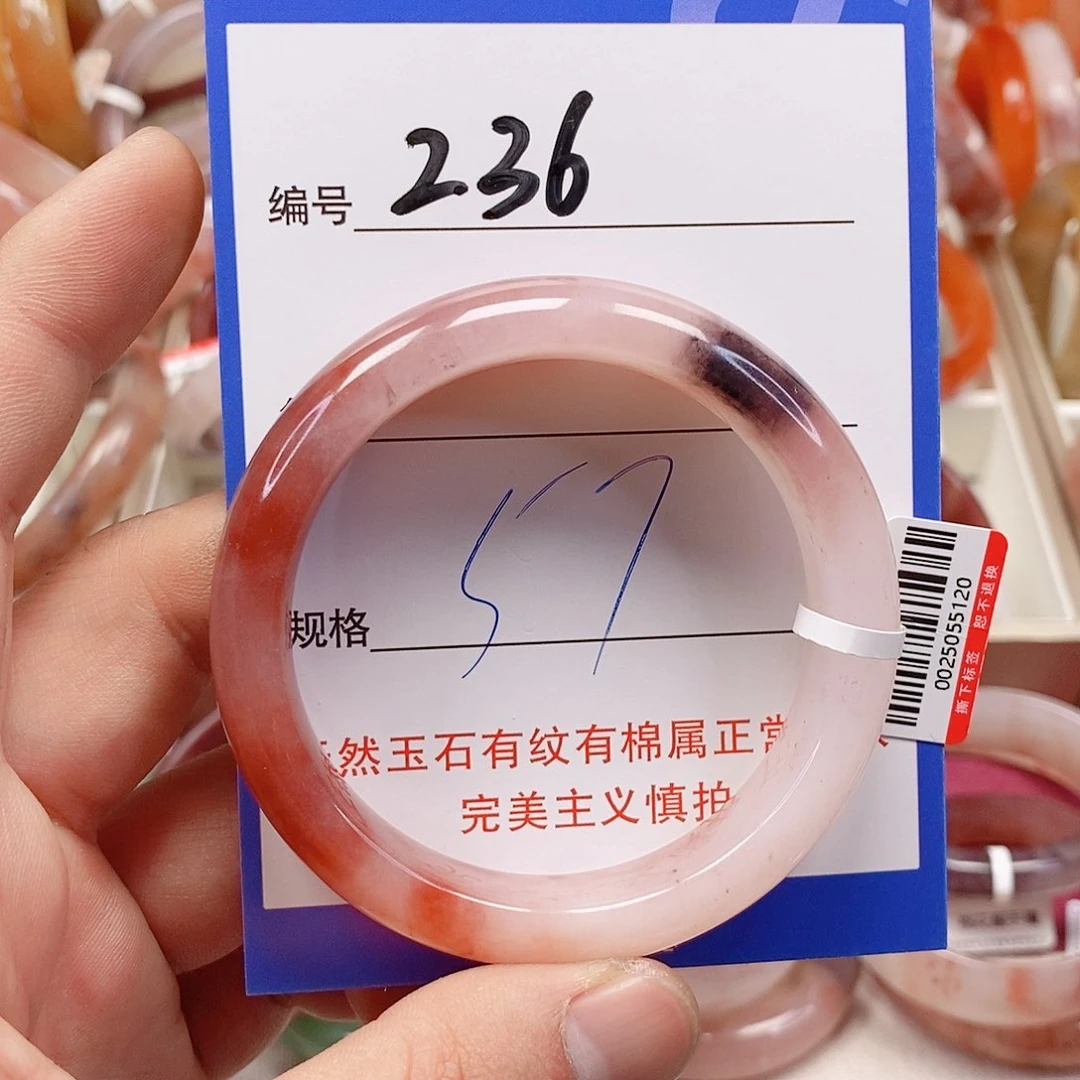 编号 236
规格 57
然玉石有纹有棉属正常
完美主义慎拍
0025055120
撕下标签 恕不退换